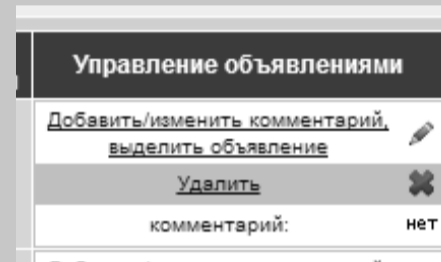 Управление объявлениями
Добавить/изменить комментарий,
выделить объявление
Удалить
комментарий: нет